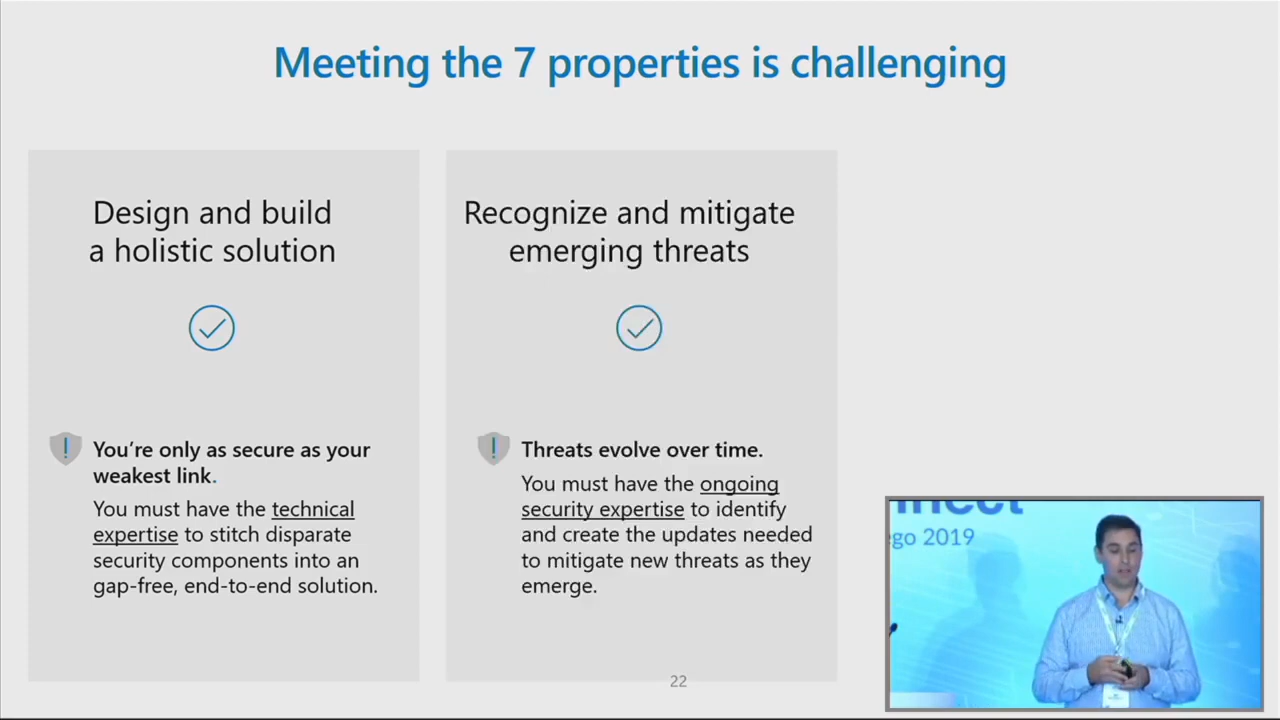 Meeting the 7 properties is challenging
Design and build
a holistic solution
You're only as secure as your
weakest link.
You must have the technical
expertise to stitch disparate
security components into an
gap-free, end-to-end solution.
Recognize and mitigate
emerging threats
Threats evolve over time.
You must have the ongoing
security expertise to identify
and create the updates needed
to mitigate new threats as they
emerge.
22
ego 2019